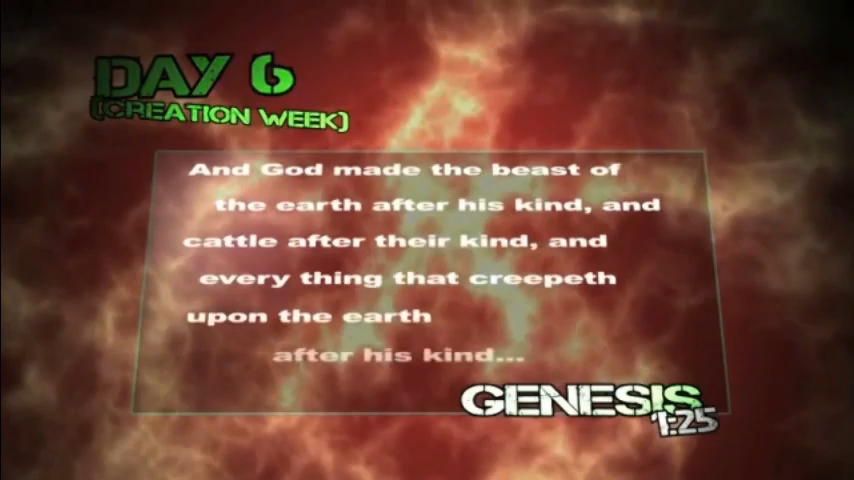 DAY 6
(CREATION WEEK)
And God made the beast of
the earth after his kind, and
cattle after their kind, and
every thing that creepeth
upon the earth
after his kind...
GENESIS
1:25